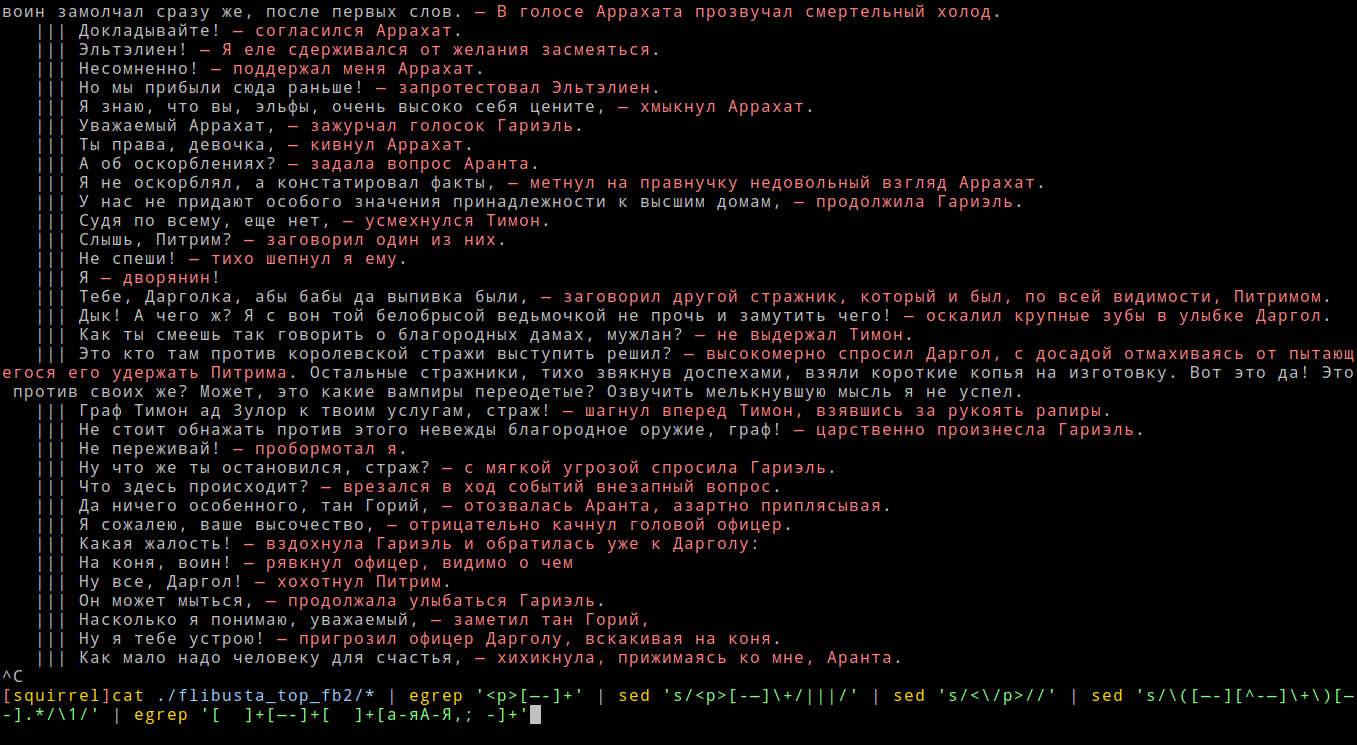 воин замолчал сразу же, после первых слов. — В голосе Аррахата прозвучал смертельный холод.
||| Докладывайте! — согласился Аррахат.
||| Эльтэлиен! — Я еле сдерживался от желания засмеяться.
||| Несомненно! — поддержал меня Аррахат.
||| Но мы прибыли сюда раньше! — запротестовал Эльтэлиен.
||| Я знаю, что вы, эльфы, очень высоко себя цените, — хмыкнул Аррахат.
||| Уважаемый Аррахат, — зажурчал голосок Гариэль.
||| Ты права, девочка, — кивнул Аррахат.
||| А об оскорблениях? — задала вопрос Аранта.
||| Я не оскорблял, а констатировал факты, — метнул на правнучку недовольный взгляд Аррахат.
||| У нас не придают особого значения принадлежности к высшим домам, — продолжила Гариэль.
||| Судя по всему, еще нет, — усмехнулся Тимон.
||| Слышь, Питрим? — заговорил один из них.
||| Не спеши! — тихо шепнул я ему.
||| Я — дворянин!
||| Тебе, Дарголка, абы бабы да выпивка были, — заговорил другой стражник, который и был, по всей видимости, Питримом.
||| Дык! А чего ж? Я с вон той белобрысой ведьмочкой не прочь и замутить чего! — оскалил крупные зубы в улыбке Даргол.
||| Как ты смеешь так говорить о благородных дамах, мужлан? — не выдержал Тимон.
||| Это кто там против королевской стражи выступить решил? — высокомерно спросил Даргол, с досадой отмахиваясь от пытающ
егося его удержать Питрима. Остальные стражники, тихо звякнув доспехами, взяли короткие копья на изготовку. Вот это да! Это
против своих же? Может, это какие вампиры переодетые? Озвучить мелькнувшую мысль я не успел.
||| Граф Тимон ад Зулор к твоим услугам, страж! — шагнул вперед Тимон, взявшись за рукоять рапиры.
||| Не стоит обнажать против этого невежды благородное оружие, граф! — царственно произнесла Гариэль.
||| Не переживай! — пробормотал я.
||| Ну что же ты остановился, страж? — с мягкой угрозой спросила Гариэль.
||| Что здесь происходит? — врезался в ход событий внезапный вопрос.
||| Да ничего особенного, тан Горий, — отозвалась Аранта, азартно приплясывая.
||| Я сожалею, ваше высочество, — отрицательно качнул головой офицер.
||| Какая жалость! — вздохнула Гариэль и обратилась уже к Дарголу:
||| На коня, воин! — рявкнул офицер, видимо о чем
||| Ну все, Даргол! — хохотнул Питрим.
||| Он может мыться, — продолжала улыбаться Гариэль.
||| Насколько я понимаю, уважаемый, — заметил тан Горий,
||| Ну я тебе устрою! — пригрозил офицер Дарголу, вскакивая на коня.
||| Как мало надо человеку для счастья, — хихикнула, прижимаясь ко мне, Аранта.
^C
[squirrel]cat ./flibusta_top_fb2/* | egrep '<p>[—-]+' | sed 's/<p>[-—]\+/|||/' | sed 's/<\/p>//' | sed 's/\([—-][^-—]\+\)[—
-].*/\1/' | egrep '[  ]+[—-]+[  ]+[а-яА-Я,; -]+'